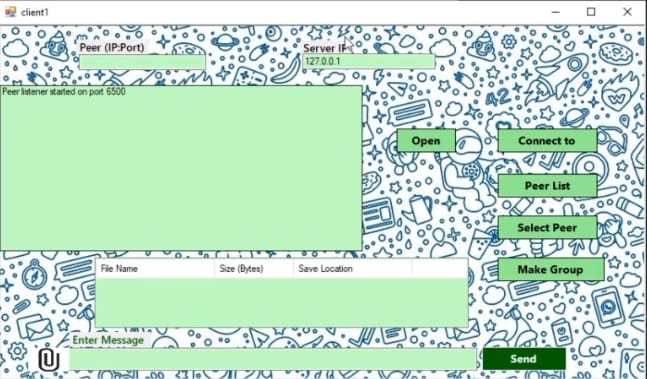 client1
Peer (IP:Port)
Server IP
127.0.0.1
Peer listener started on port 6500
Open
Connect to
Peer List
Select Peer
Make Group
File Name Size (Bytes) Save Location
Enter Message
Send